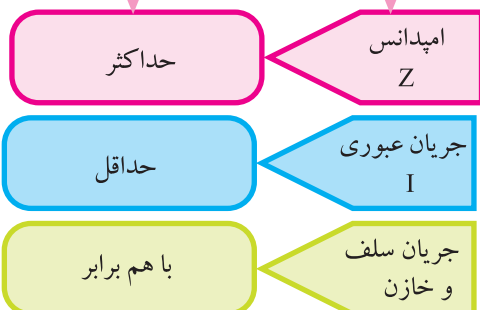 امپدانس
Z
حداکثر
جریان عبوری
I
حداقل
جریان سلف
و خازن
با هم برابر